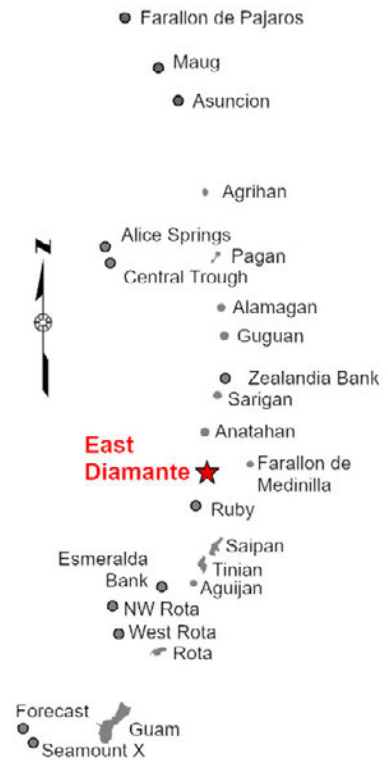 Farallon de Pajaros
Maug
Asuncion
Agrihan
N
Alice Springs
Pagan
Central Trough
Alamagan
Guguan
Zealandia Bank
Sarigan
Anatahan
East
Diamante
Farallon de
Medinilla
Ruby
Saipan
Esmeralda
Bank
Tinian
Aguijan
NW Rota
West Rota
Rota
Forecast
Guam
Seamount X